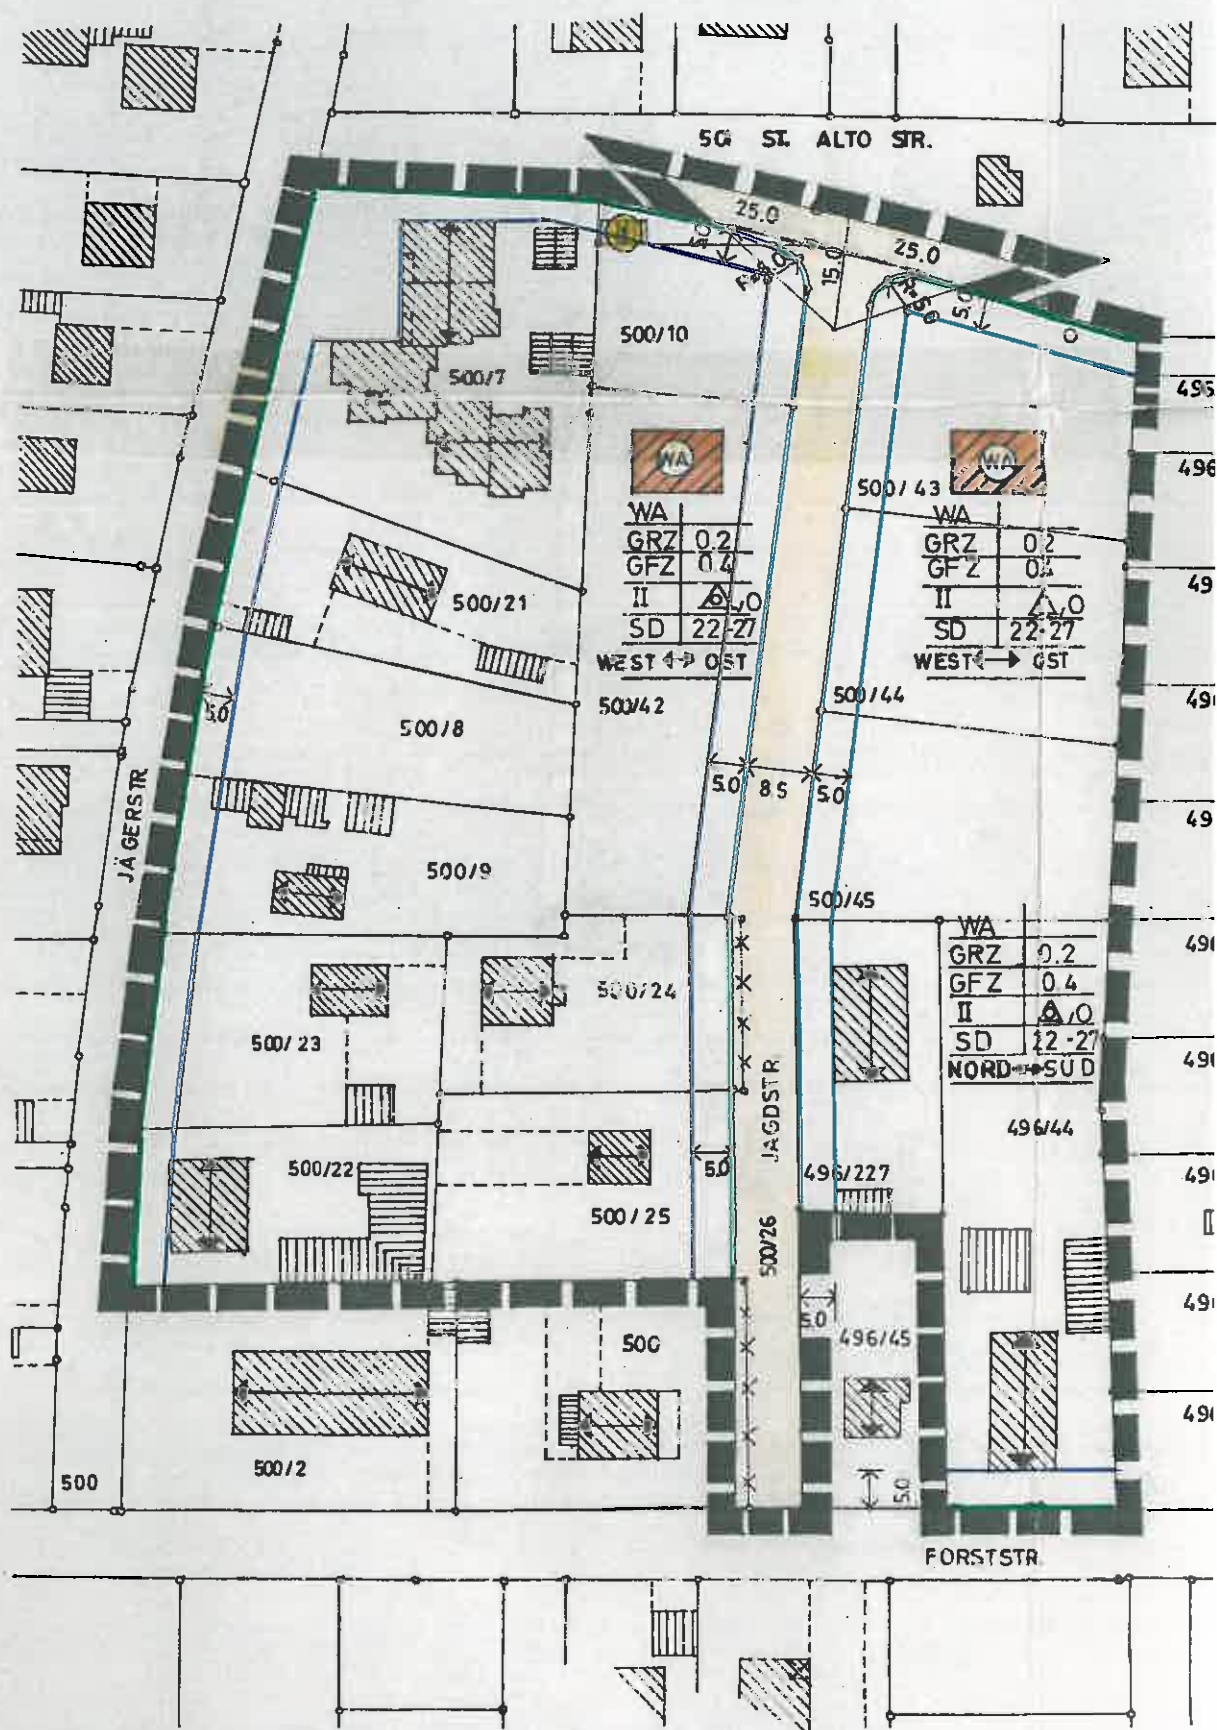 50 ST. ALTO STR.
25.0
25.0
5.0
15.0
R=5.0
5.0
500/10
500/7
WA
WA
500/43
496
WA
GRZ 0.2
GFZ 0.4
II O
SD 22-27
WEST OST
WA
GRZ 0.2
GFZ
II O
SD 22-27
WEST OST
500/21
500/42
500/44
5.0
500/8
5.0 8.5 5.0
JÄGERSTR.
500/9
500/45
WA
GRZ 0.2
GFZ 0.4
II O
SD 22-27
NORD SÜD
500/24
500/23
JAGDSTR.
496/44
500/22
5.0
496/227
500/25
500/26
5.0
500
496/45
500
500/2
5.0
FORSTSTR.